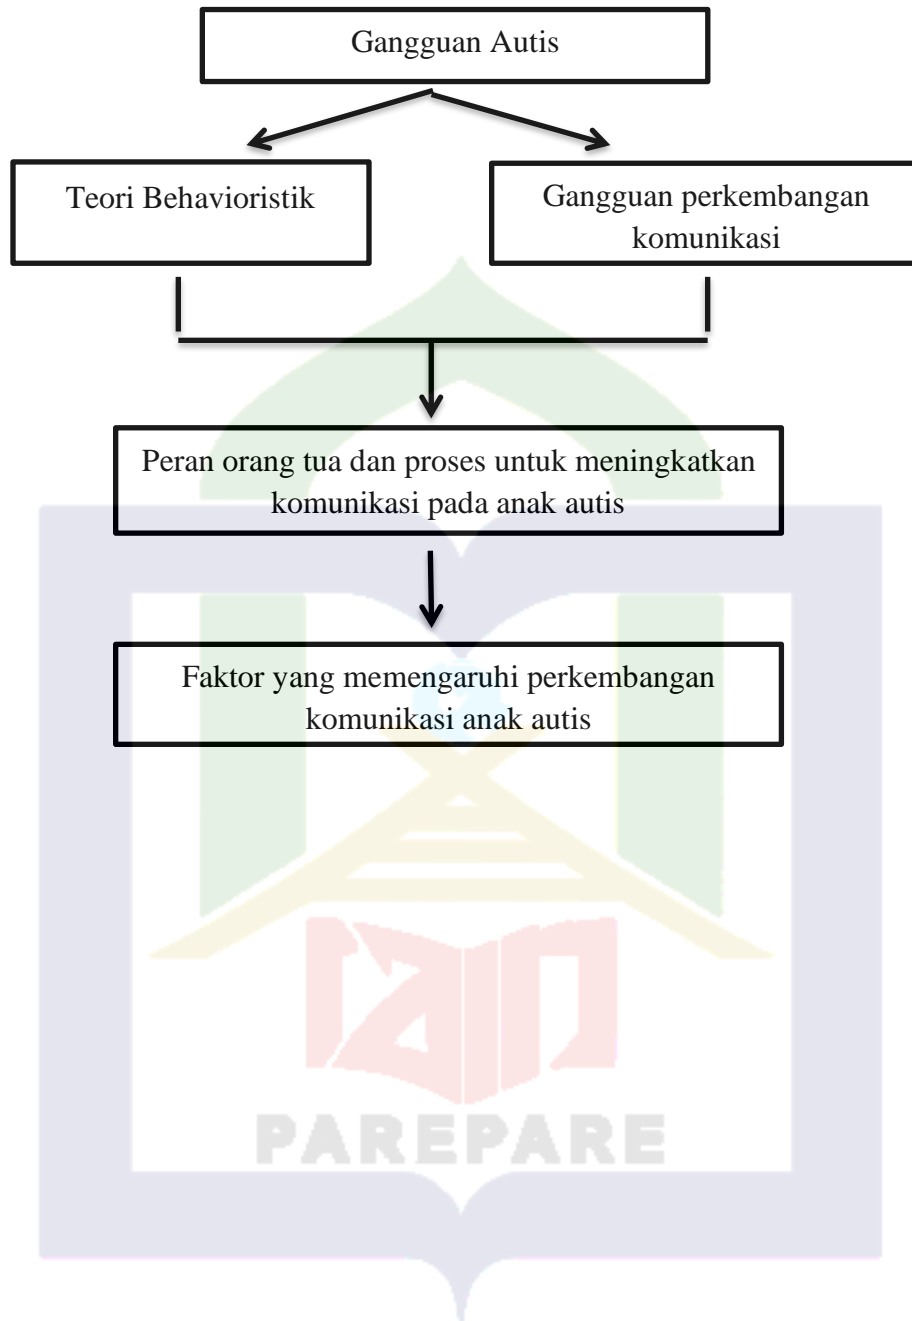 Gangguan Autis
Teori Behavioristik
Gangguan perkembangan
komunikasi
Peran orang tua dan proses untuk meningkatkan
komunikasi pada anak autis
Faktor yang memengaruhi perkembangan
komunikasi anak autis
iain
PAREPARE